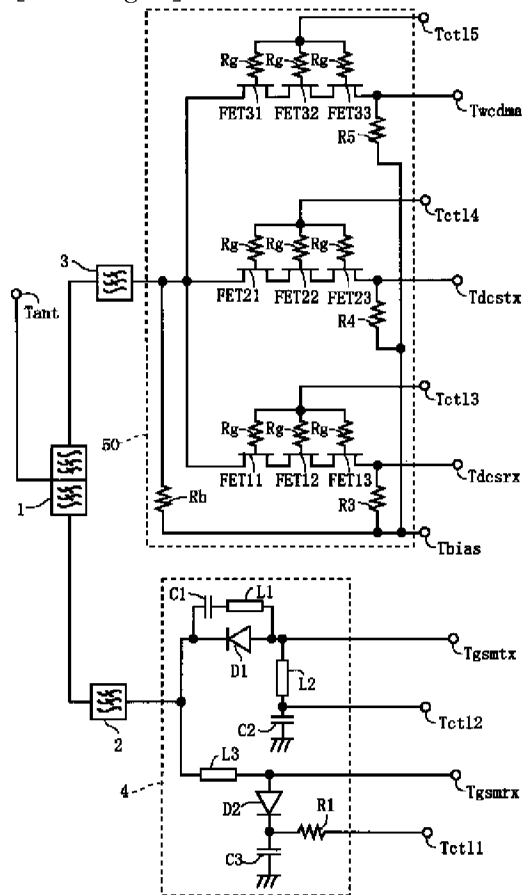 Tctl5
Rg Rg Rg
FET31 FET32 FET33
Twcdma
R5
Tctl4
Rg Rg Rg
3
FET21 FET22 FET23
Tdcstx
Tant
R4
Tctl3
Rg Rg Rg
50
FET11 FET12 FET13
Tdcsrx
1
Rb
R3
Tbias
C1 L1
D1
Tgsmtx
L2
C2
Tctl2
2
L3
4
Tgsmrx
D2
R1
C3
Tctl1